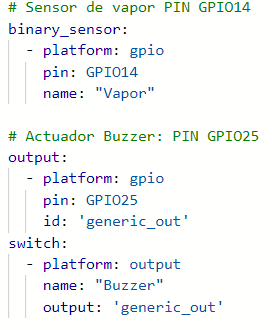 # Sensor de vapor PIN GPIO14
binary_sensor:
  - platform: gpio
    pin: GPIO14
    name: "Vapor"

# Actuador Buzzer: PIN GPIO25
output:
  - platform: gpio
    pin: GPIO25
    id: 'generic_out'
switch:
  - platform: output
    name: "Buzzer"
    output: 'generic_out'